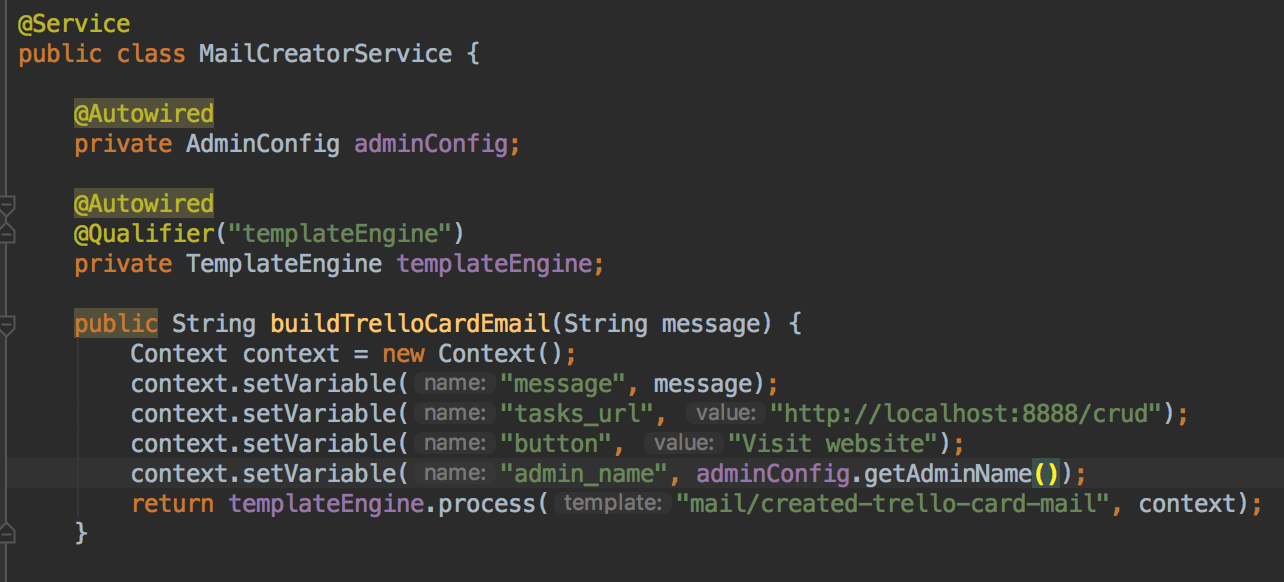 @Service
public class MailCreatorService {
@Autowired
private AdminConfig adminConfig;
@Autowired
@Qualifier("templateEngine")
private TemplateEngine templateEngine;
public String buildTrelloCardEmail(String message) {
Context context = new Context();
context.setVariable( name: "message", message);
context.setVariable( name: "tasks_url", value: "http://localhost:8888/crud");
context.setVariable( name: "button", value: "Visit website");
context.setVariable( name: "admin_name", adminConfig.getAdminName());
return templateEngine.process( template: "mail/created-trello-card-mail", context);
}